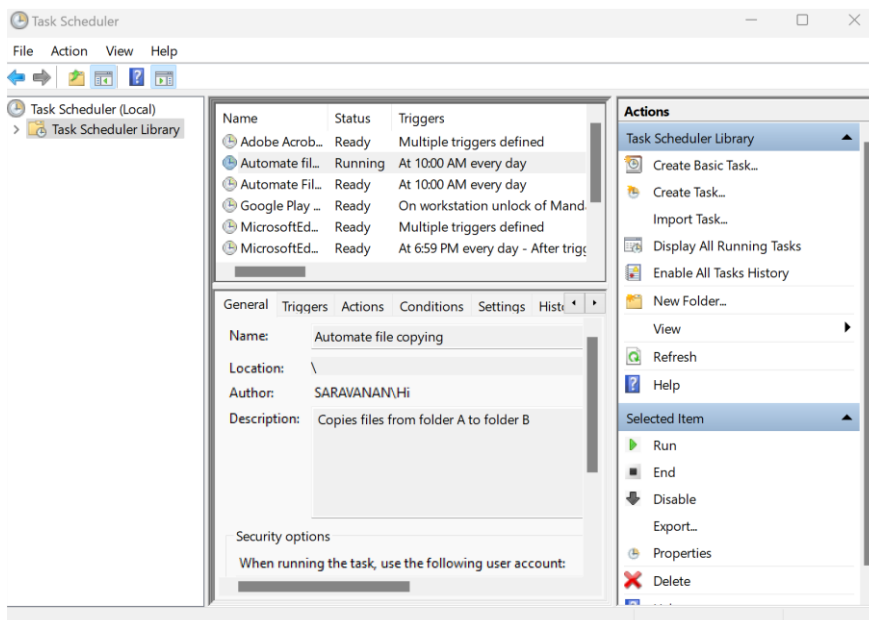 Task Scheduler
File Action View Help
Task Scheduler (Local)
Task Scheduler Library
Name Status Triggers
Adobe Acrob... Ready Multiple triggers defined
Automate fil... Running At 10:00 AM every day
Automate Fil... Ready At 10:00 AM every day
Google Play ... Ready On workstation unlock of Mand
MicrosoftEd... Ready Multiple triggers defined
MicrosoftEd... Ready At 6:59 PM every day - After trigg
General Triggers Actions Conditions Settings Histo
Name: Automate file copying
Location: \
Author: SARAVANAN\Hi
Description: Copies files from folder A to folder B
Security options
When running the task, use the following user account:
Actions
Task Scheduler Library
Create Basic Task...
Create Task...
Import Task...
Display All Running Tasks
Enable All Tasks History
New Folder...
View
Refresh
Help
Selected Item
Run
End
Disable
Export...
Properties
Delete